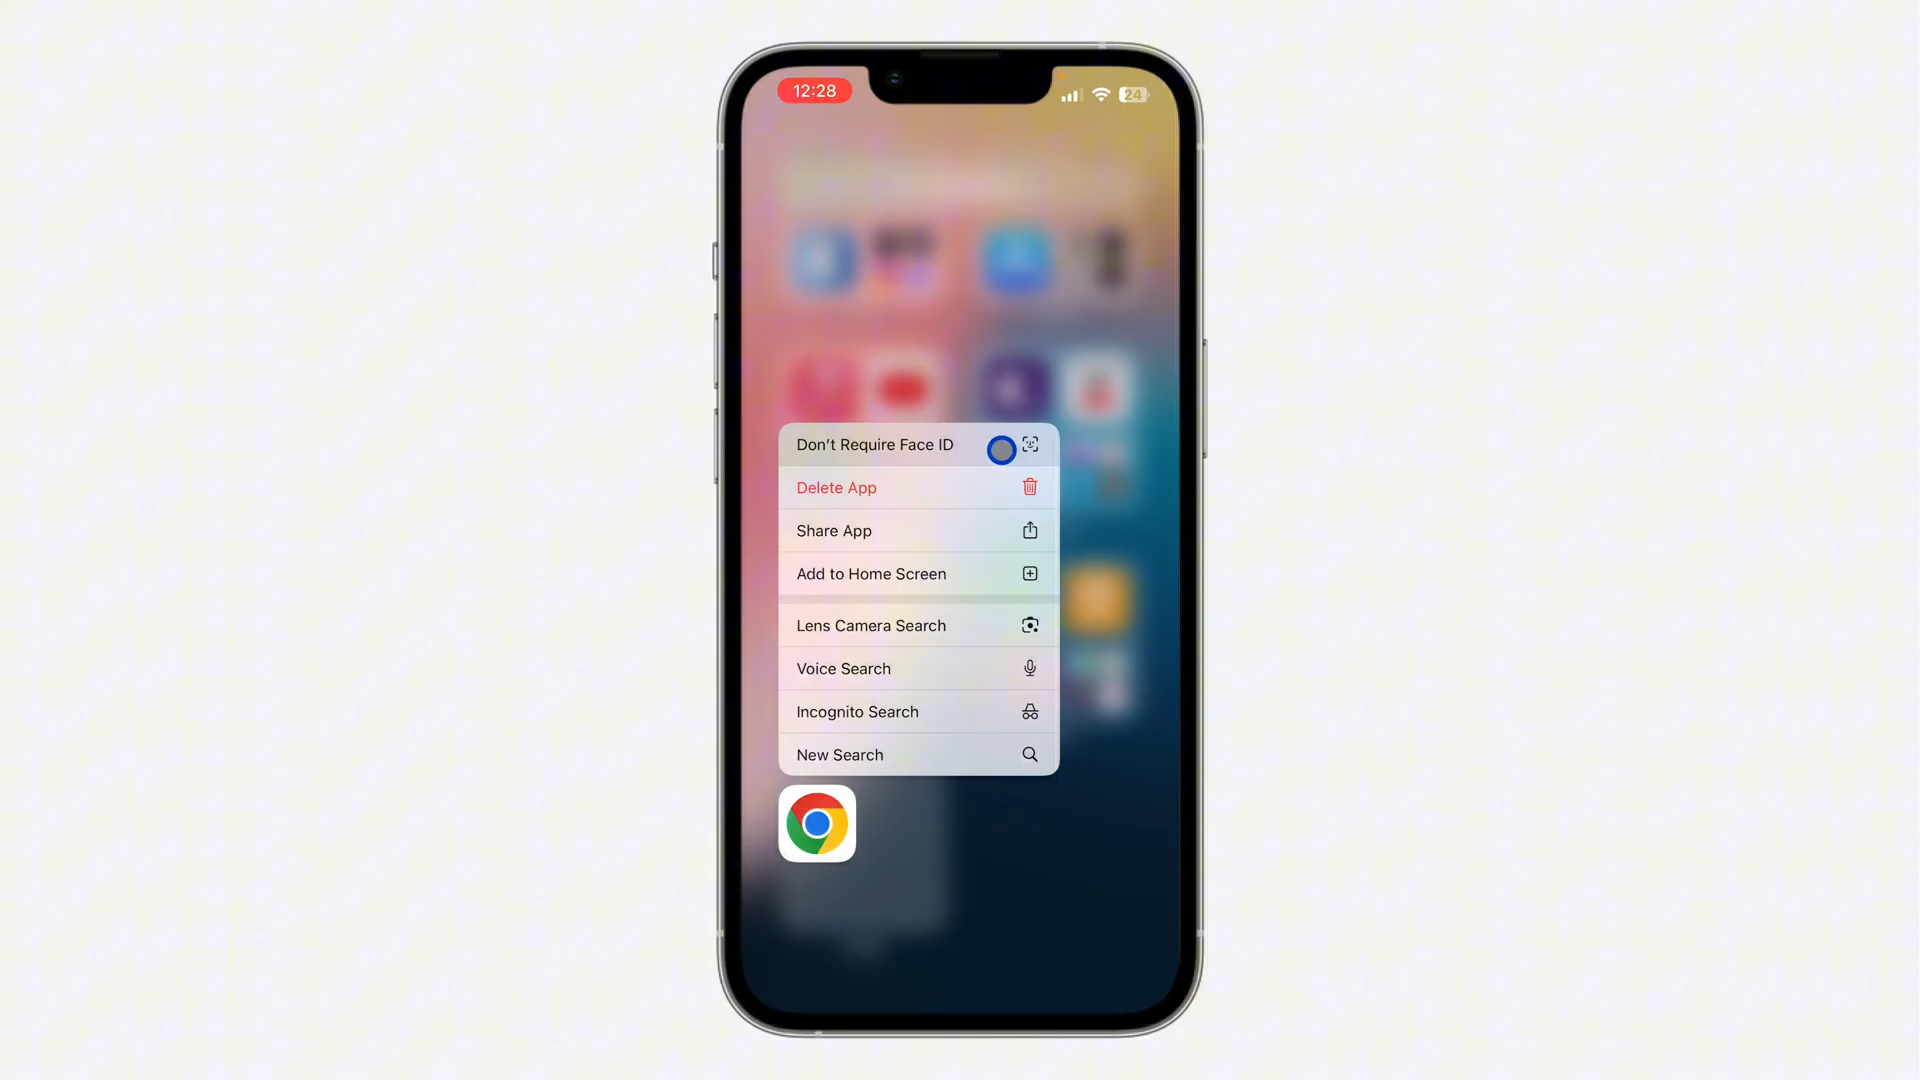 12:28
24
Don't Require Face ID
Delete App
Share App
Add to Home Screen
Lens Camera Search
Voice Search
Incognito Search
New Search